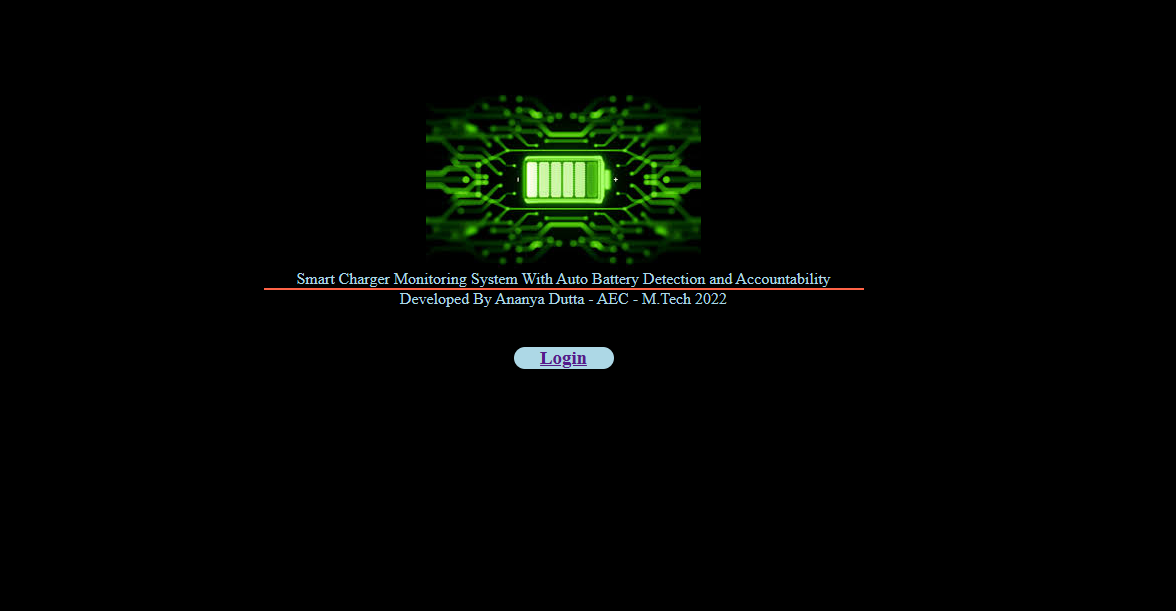 Smart Charger Monitoring System With Auto Battery Detection and Accountability
Developed By Ananya Dutta - AEC - M.Tech 2022
Login